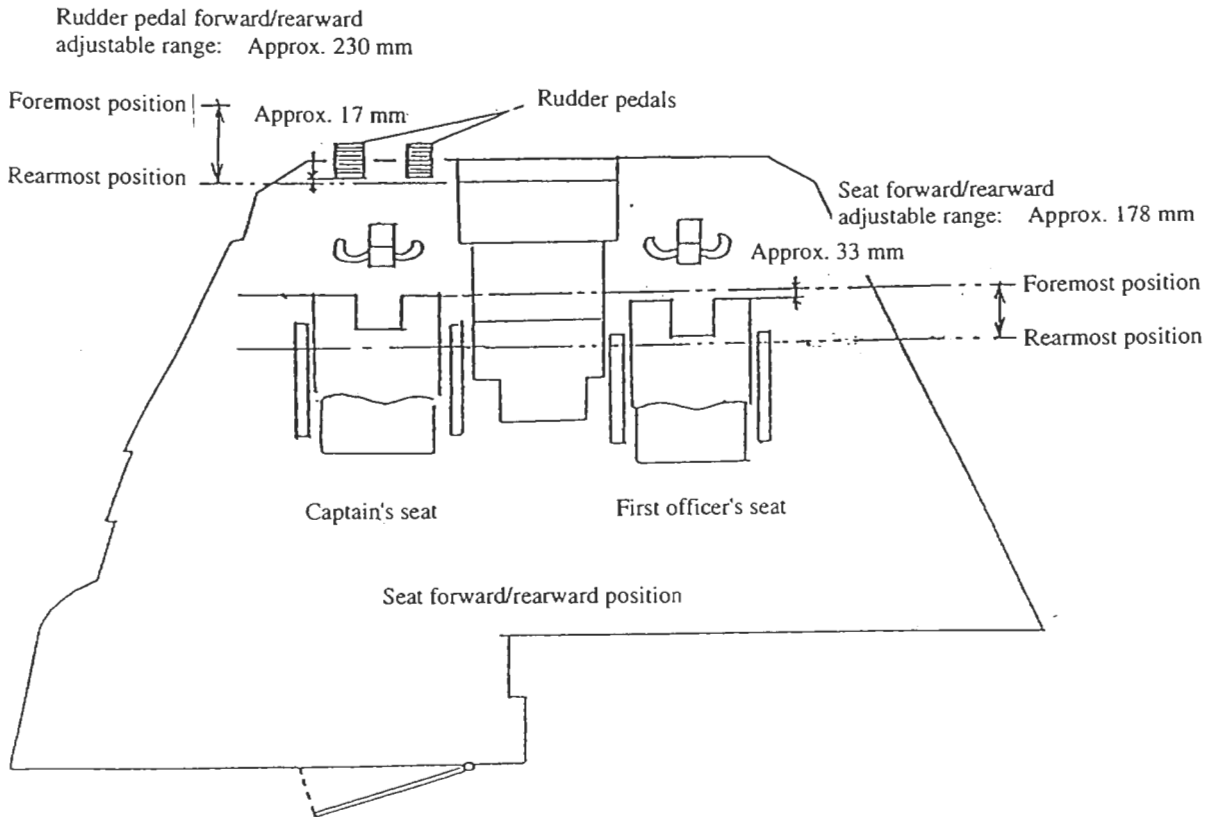 Rudder pedal forward/rearward
adjustable range: Approx. 230 mm
Foremost position
Approx. 17 mm
Rudder pedals
Rearmost position
Seat forward/rearward
adjustable range: Approx. 178 mm
Approx. 33 mm
Foremost position
Rearmost position
Captain's seat
First officer's seat
Seat forward/rearward position